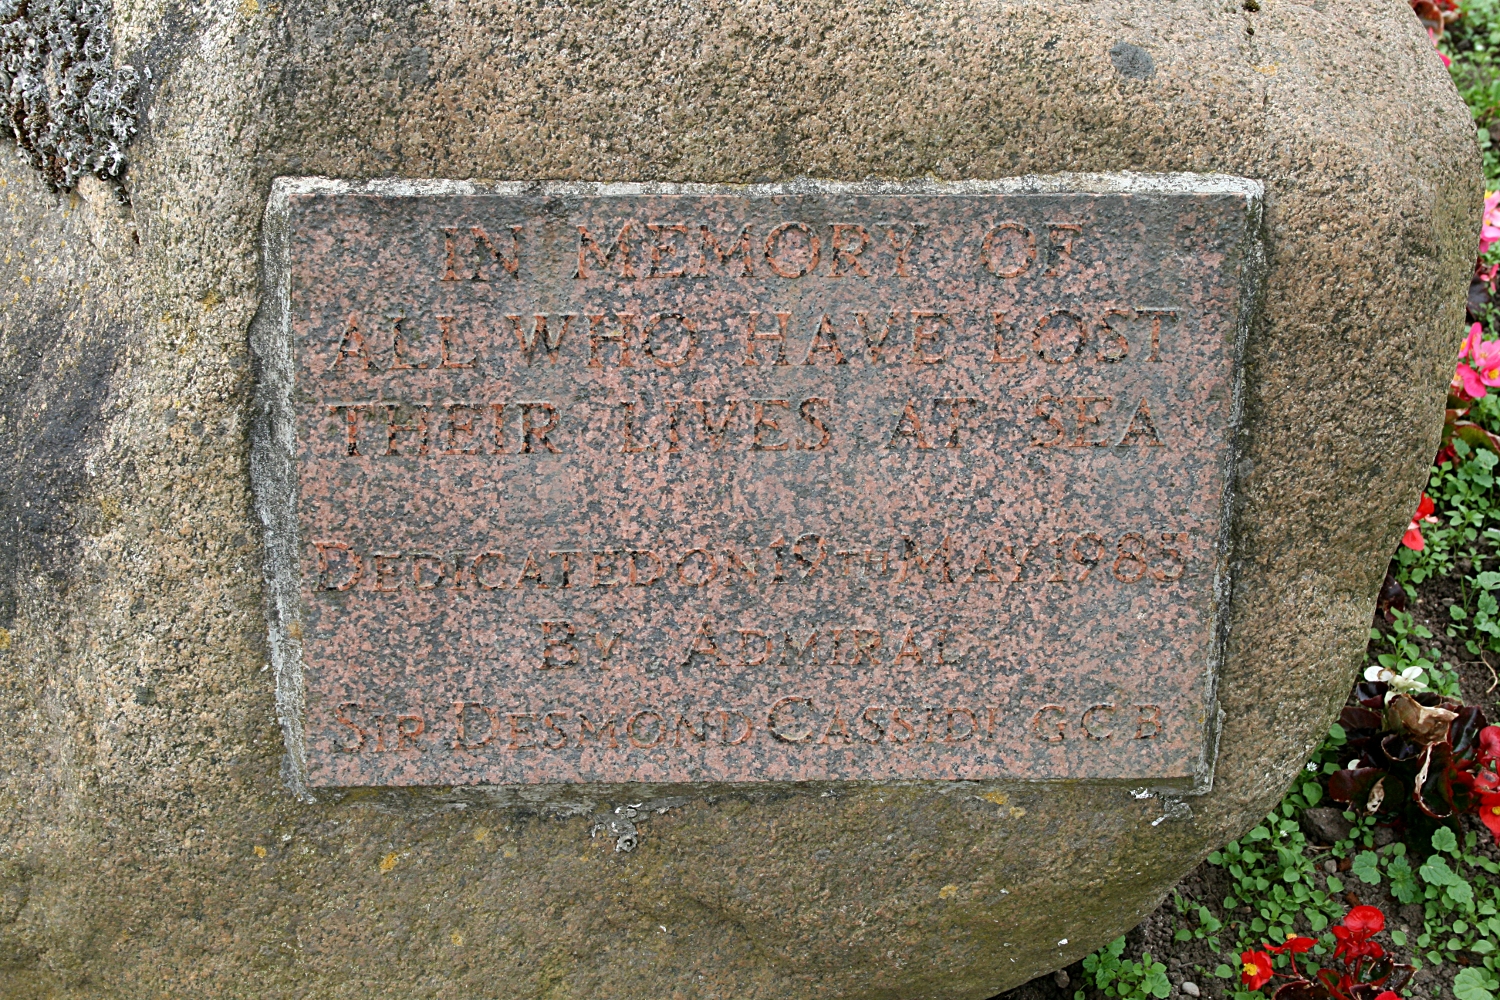 IN MEMORY OF
ALL WHO HAVE LOST
THEIR LIVES AT SEA
DEDICATED ON 19TH MAY 1985
BY ADMIRAL
SIR DESMOND CASSIDI G C B